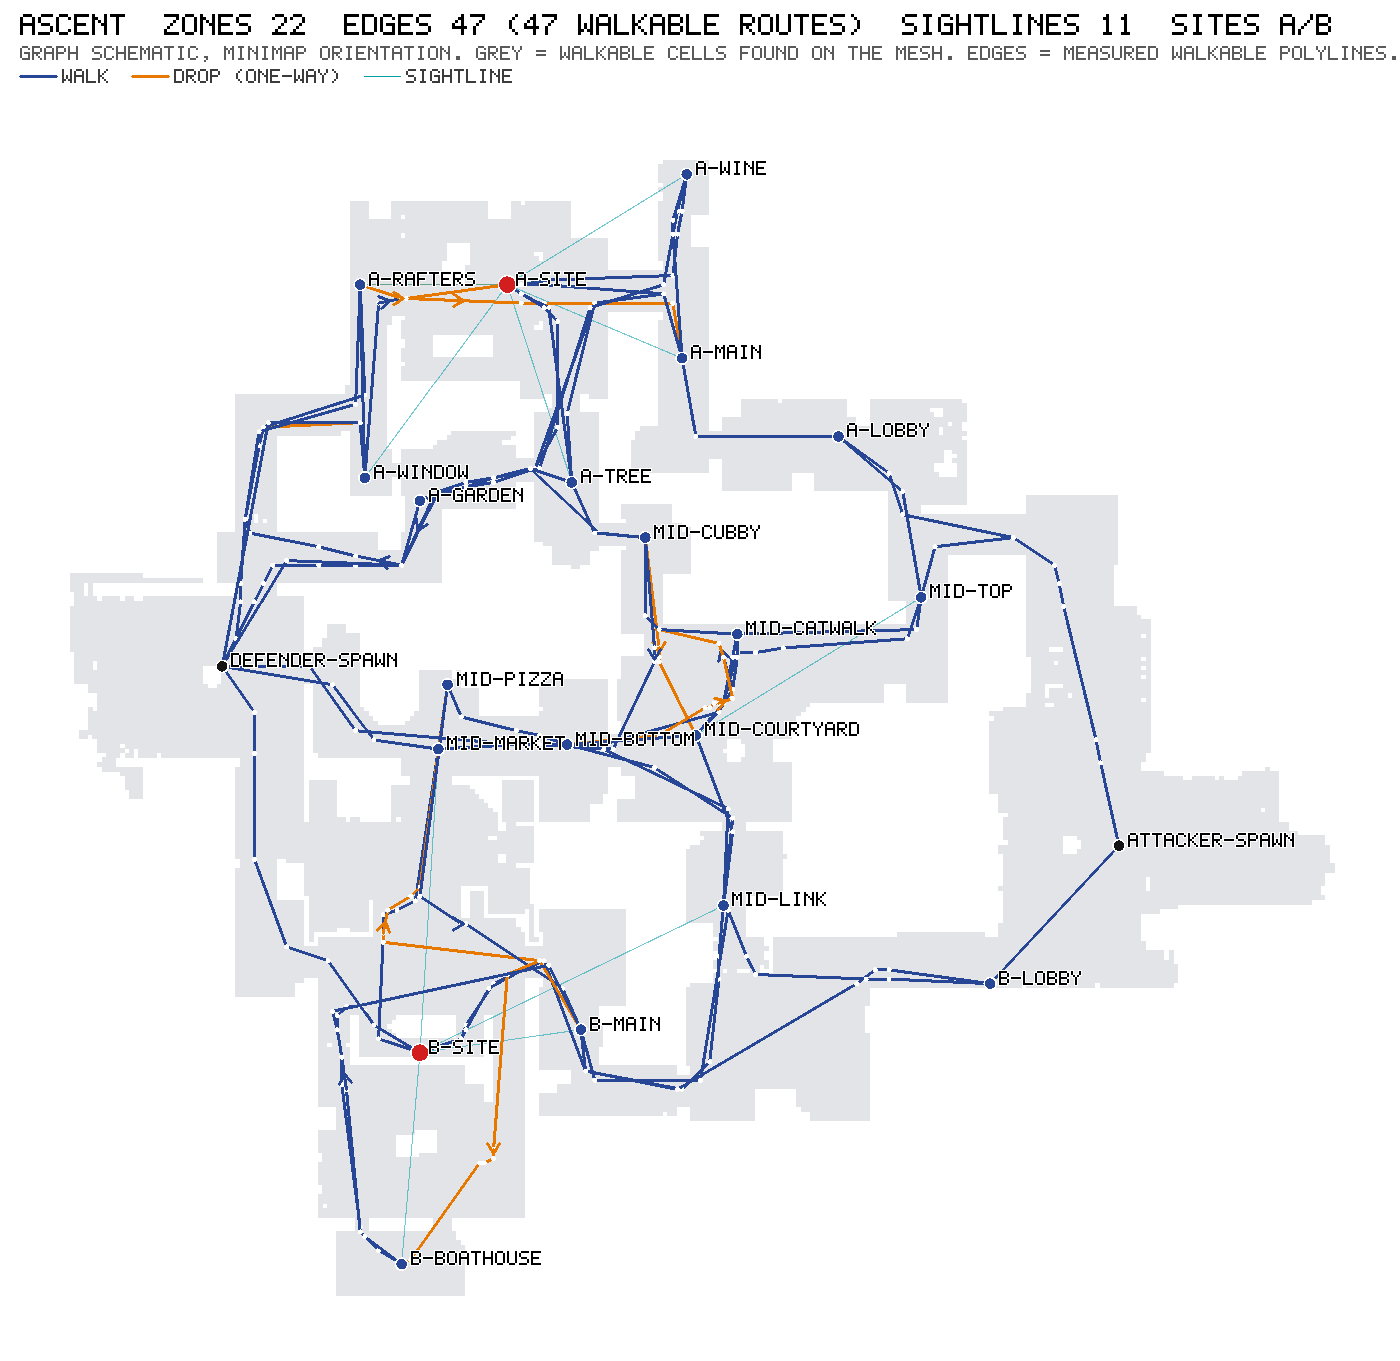 ASCENT  ZONES 22  EDGES 47 (47 WALKABLE ROUTES)  SIGHTLINES 11  SITES A/B
GRAPH SCHEMATIC, MINIMAP ORIENTATION. GREY = WALKABLE CELLS FOUND ON THE MESH. EDGES = MEASURED WALKABLE POLYLINES.
WALK  DROP (ONE-WAY)  SIGHTLINE
A-WINE
A-RAFTERS
A-SITE
A-MAIN
A-LOBBY
A-WINDOW
A-TREE
A-GARDEN
MID-CUBBY
MID-TOP
MID-CATWALK
DEFENDER-SPAWN
MID-PIZZA
MID-COURTYARD
MID-MARKET
MID-BOTTOM
ATTACKER-SPAWN
MID-LINK
B-LOBBY
B-MAIN
B-SITE
B-BOATHOUSE